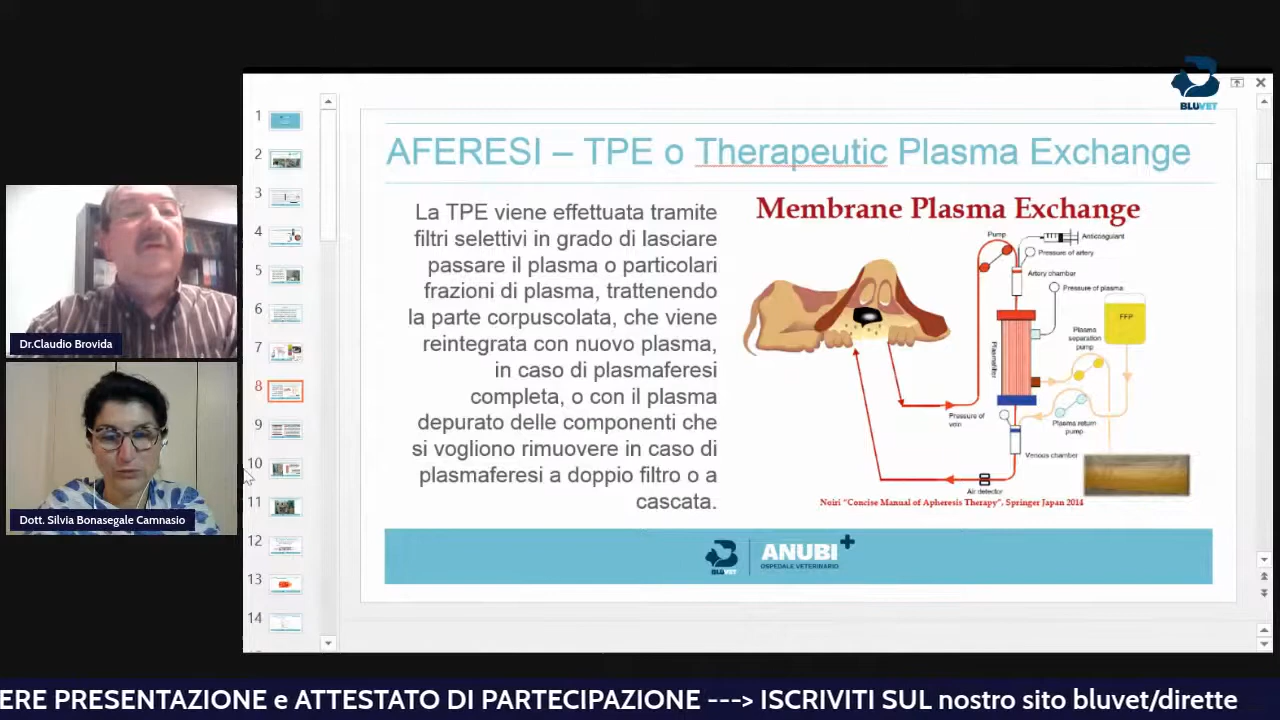 BLUVET
AFERESI – TPE o Therapeutic Plasma Exchange
La TPE viene effettuata tramite
filtri selettivi in grado di lasciare
passare il plasma o particolari
frazioni di plasma, trattenendo
la parte corpuscolata, che viene
reintegrata con nuovo plasma,
in caso di plasmaferesi
completa, o con il plasma
depurato delle componenti che
si vogliono rimuovere in caso di
plasmaferesi a doppio filtro o a
cascata.
Membrane Plasma Exchange
Pump
Anticoagulant
Pressure of artery
Artery chamber
Pressure of plasma
FFP
Plasma
separation
pump
Plasmafilter
Pressure of
vein
Plasma return
pump
Venous chamber
Air detector
Noiri "Concise Manual of Apheresis Therapy", Springer Japan 2014
BLUVET
ANUBI
OSPEDALE VETERINARIO
1
2
3
4
5
6
7
8
9
10
11
12
13
14
Dr.Claudio Brovida
Dott. Silvia Bonasegale Camnasio
ERE PRESENTAZIONE e ATTESTATO DI PARTECIPAZIONE ---> ISCRIVITI SUL nostro sito bluvet/dirette